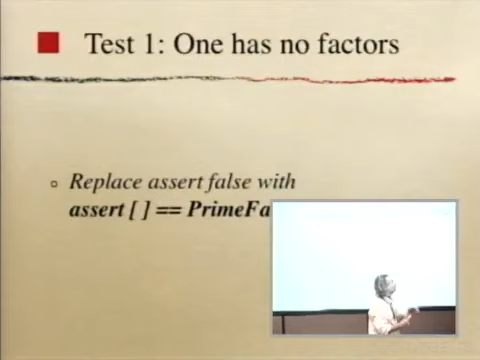 Test 1: One has no factors
Replace assert false with
assert [ ] == PrimeFa